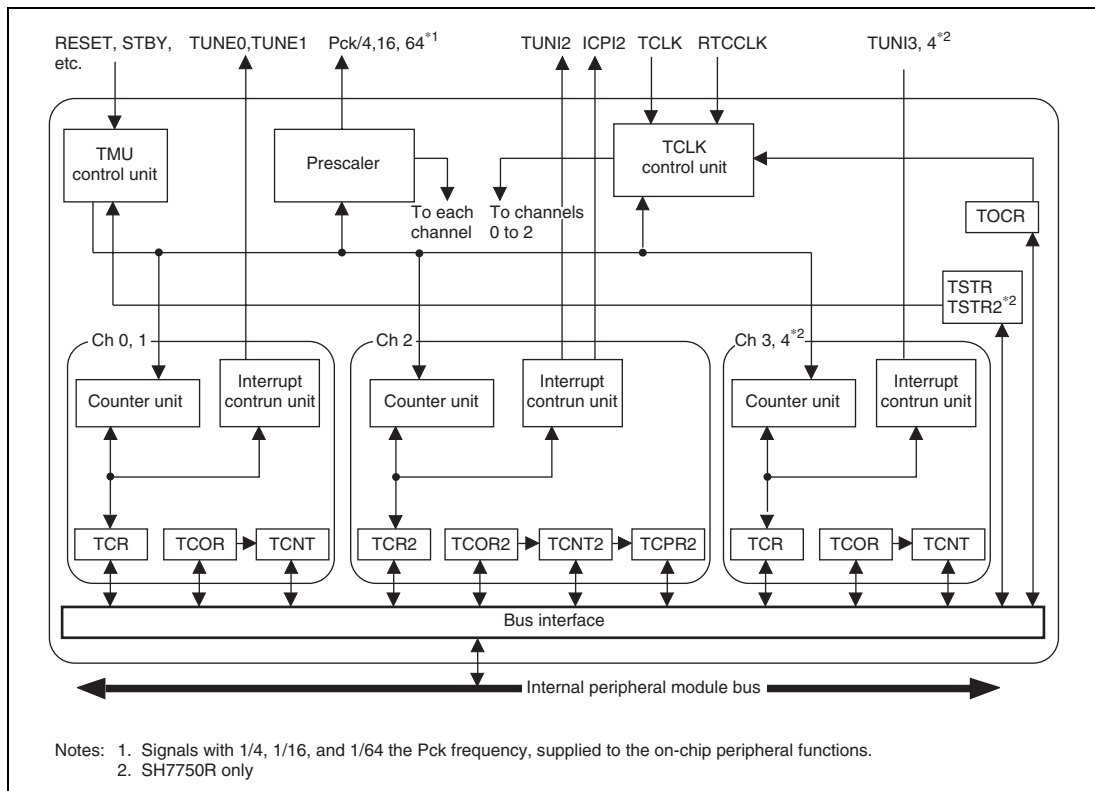 RESET, STBY, etc.
TUNE0,TUNE1
Pck/4,16, 64*1
TUNI2
ICPI2
TCLK
RTCCLK
TUNI3, 4*2
TMU control unit
Prescaler
TCLK control unit
To each channel
To channels 0 to 2
TOCR
TSTR
TSTR2*2
Ch 0, 1
Counter unit
Interrupt contrun unit
TCR
TCOR
TCNT
Ch 2
Counter unit
Interrupt contrun unit
TCR2
TCOR2
TCNT2
TCPR2
Ch 3, 4*2
Counter unit
Interrupt contrun unit
TCR
TCOR
TCNT
Bus interface
Internal peripheral module bus
Notes: 1. Signals with 1/4, 1/16, and 1/64 the Pck frequency, supplied to the on-chip peripheral functions.
2. SH7750R only